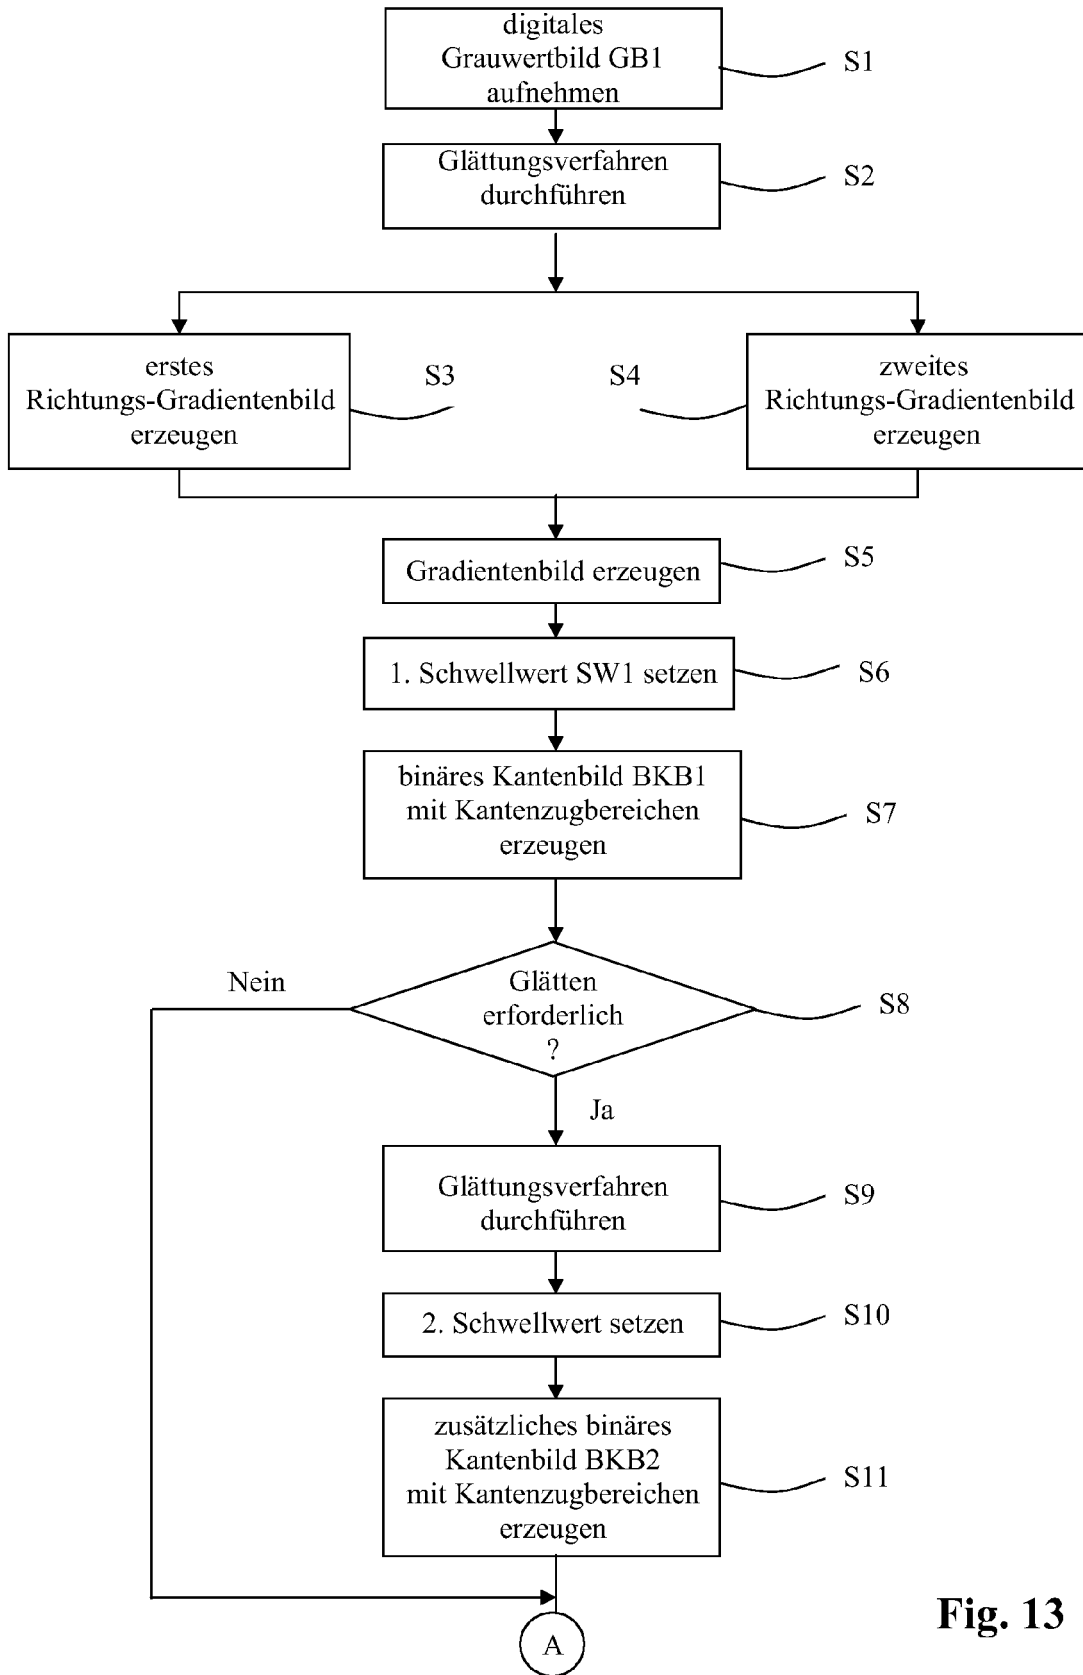 digitales
Grauwertbild GB1
aufnehmen
S1
Glättungsverfahren
durchführen
S2
erstes
Richtungs-Gradientenbild
erzeugen
S3
S4
zweites
Richtungs-Gradientenbild
erzeugen
Gradientenbild erzeugen
S5
1. Schwellwert SW1 setzen
S6
binäres Kantenbild BKB1
mit Kantenzugbereichen
erzeugen
S7
Nein
Glätten
erforderlich
?
S8
Ja
Glättungsverfahren
durchführen
S9
2. Schwellwert setzen
S10
zusätzliches binäres
Kantenbild BKB2
mit Kantenzugbereichen
erzeugen
S11
A
Fig. 13